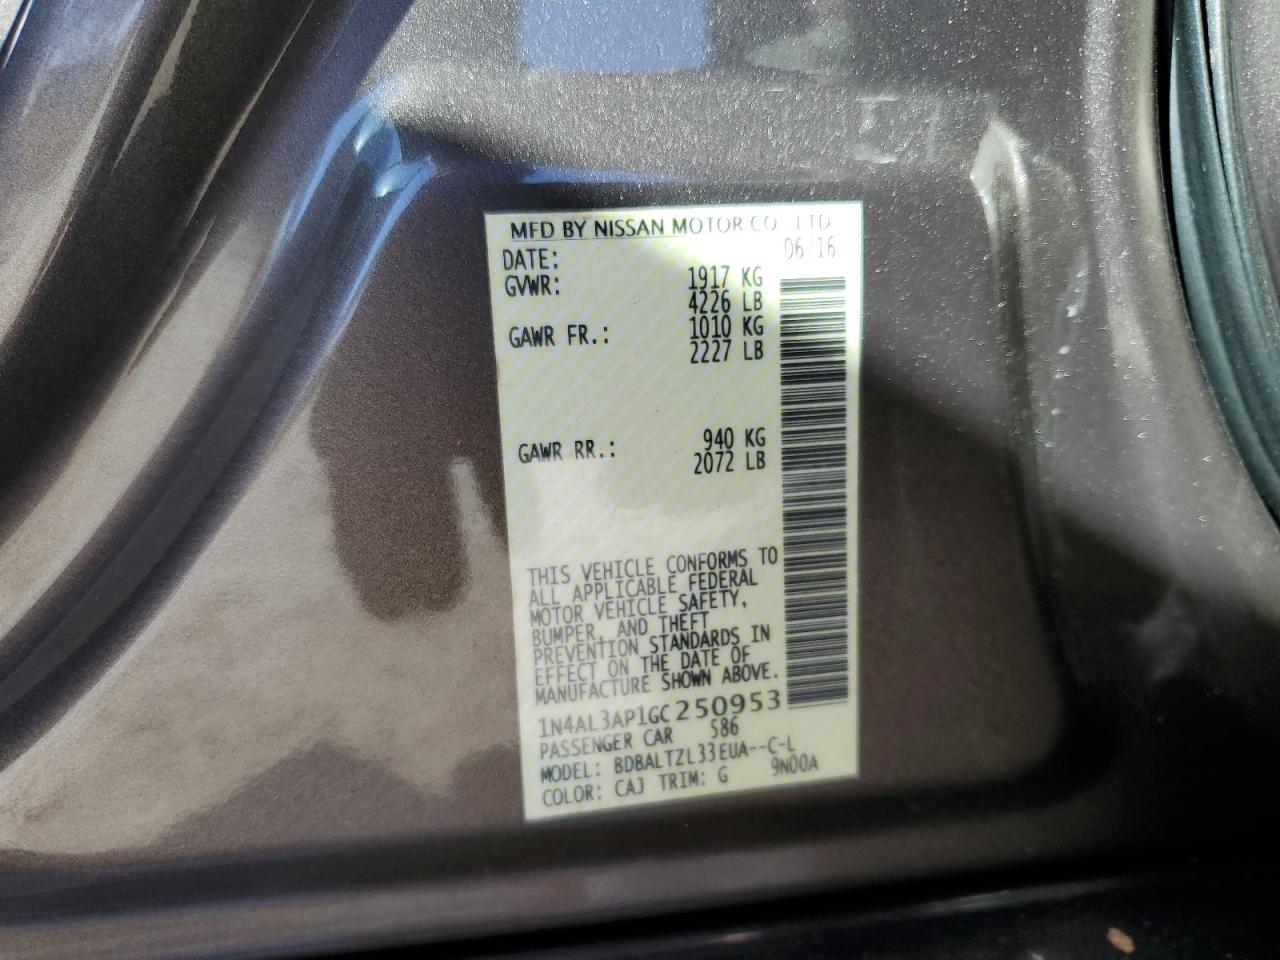 MFD BY NISSAN MOTOR CO., LTD
DATE: 06/16
GVWR: 1917 KG
4226 LB
GAWR FR.: 1010 KG
2227 LB
GAWR RR.: 940 KG
2072 LB
THIS VEHICLE CONFORMS TO
ALL APPLICABLE FEDERAL
MOTOR VEHICLE SAFETY,
BUMPER, AND THEFT
PREVENTION STANDARDS IN
EFFECT ON THE DATE OF
MANUFACTURE SHOWN ABOVE.
1N4AL3AP1GC250953
PASSENGER CAR 586
MODEL: BDBALTZL33EUA--C-L
COLOR: CAJ TRIM: G 9N00A